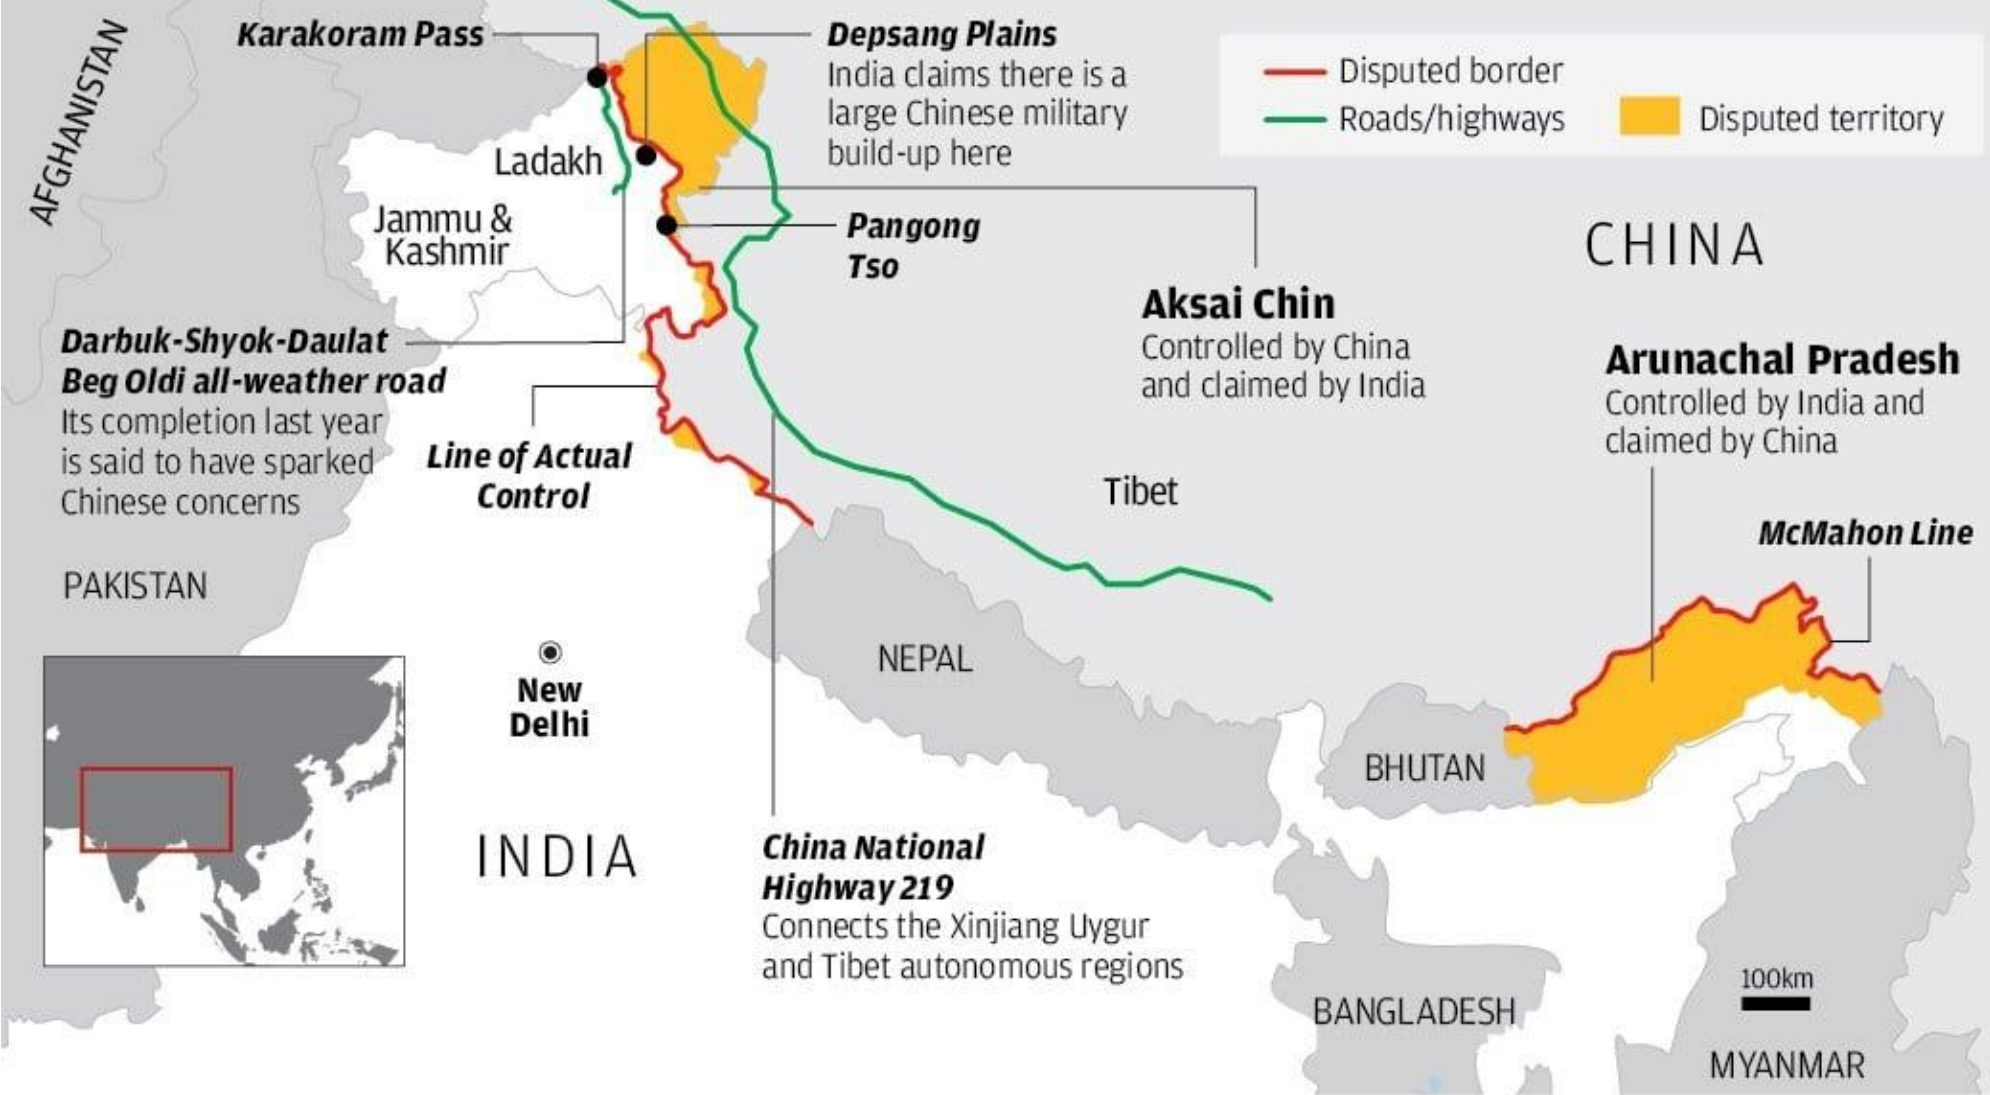 AFGHANISTAN
Karakoram Pass
Depsang Plains
India claims there is a
large Chinese military
build-up here
Disputed border
Roads/highways
Disputed territory
Ladakh
Jammu &
Kashmir
Pangong
Tso
CHINA
Aksai Chin
Controlled by China
and claimed by India
Darbuk-Shyok-Daulat
Beg Oldi all-weather road
Its completion last year
is said to have sparked
Chinese concerns
Arunachal Pradesh
Controlled by India and
claimed by China
Line of Actual
Control
Tibet
McMahon Line
PAKISTAN
New
Delhi
NEPAL
BHUTAN
INDIA
China National
Highway 219
Connects the Xinjiang Uygur
and Tibet autonomous regions
BANGLADESH
100km
MYANMAR